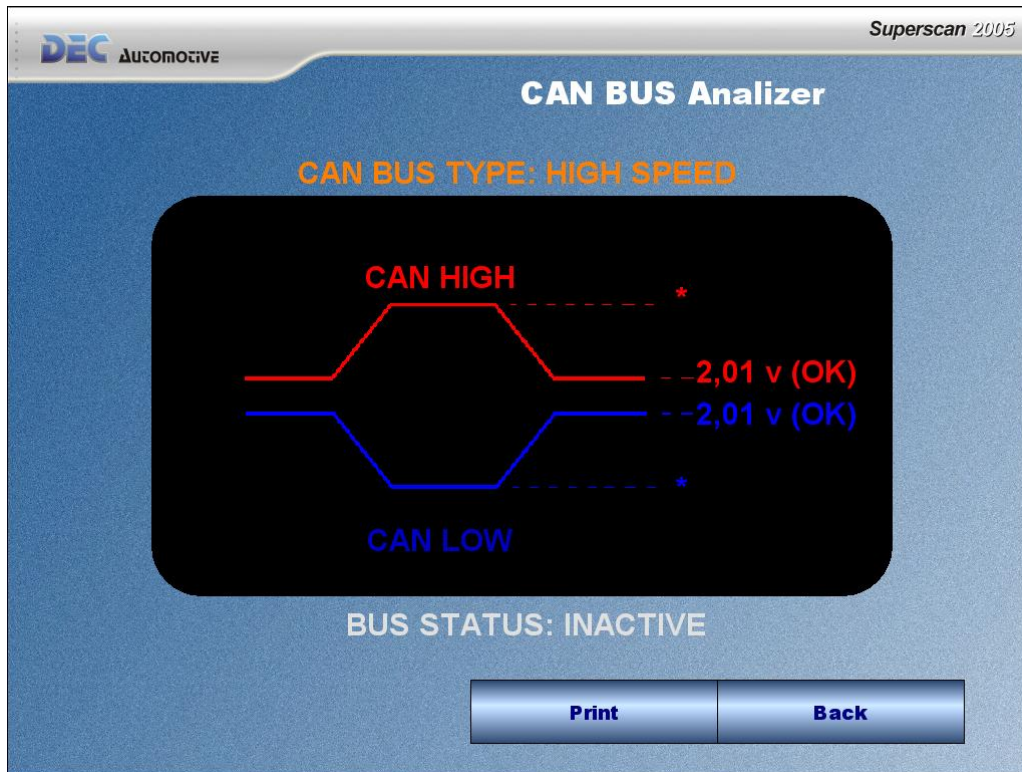 Superscan 2005
DEC Automotive
CAN BUS Analizer
CAN BUS TYPE: HIGH SPEED
CAN HIGH
*
2,01 v (OK)
2,01 v (OK)
*
CAN LOW
BUS STATUS: INACTIVE
Print
Back